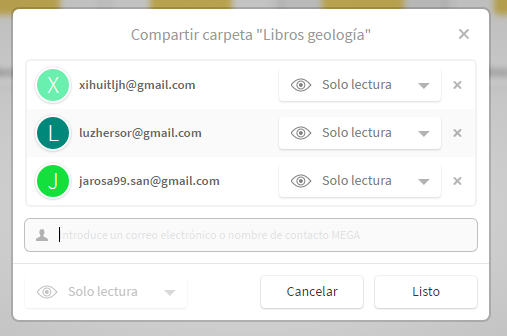 Compartir carpeta "Libros geología"
X xihuitljh@gmail.com Solo lectura
L luzhersor@gmail.com Solo lectura
J jarosa99.san@gmail.com Solo lectura
Introduce un correo electrónico o nombre de contacto MEGA
Solo lectura Cancelar Listo